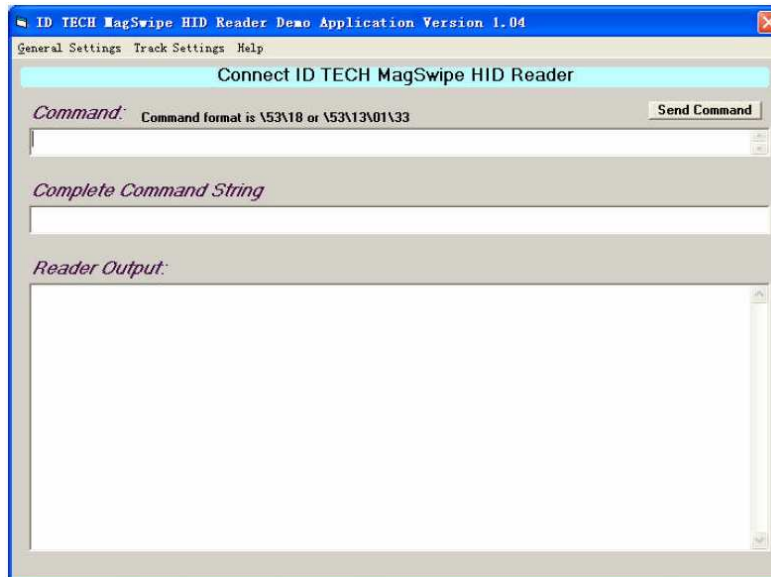 ID TECH MagSwipe HID Reader Demo Application Version 1.04
General Settings Track Settings Help
Connect ID TECH MagSwipe HID Reader
Command: Command format is \53\18 or \53\13\01\33 Send Command
Complete Command String
Reader Output: